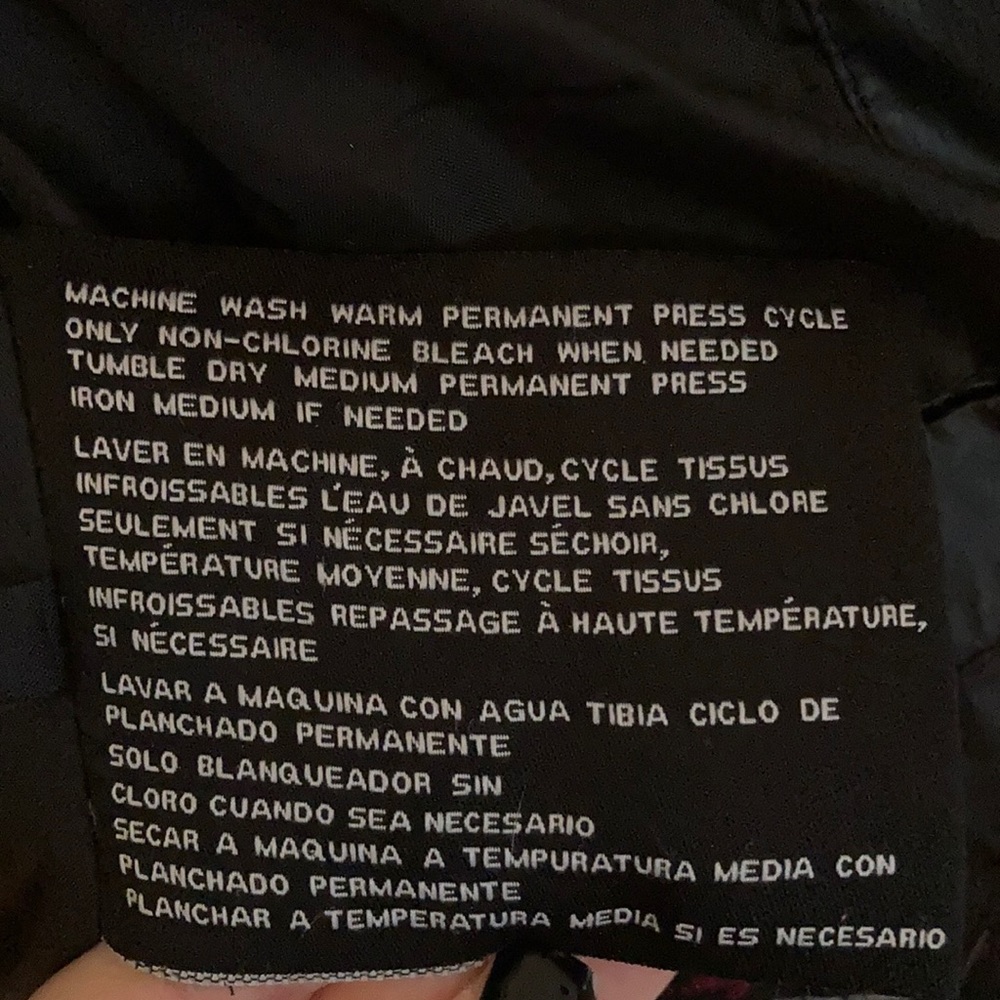 MACHINE WASH WARM PERMANENT PRESS CYCLE
ONLY NON-CHLORINE BLEACH WHEN NEEDED
TUMBLE DRY MEDIUM PERMANENT PRESS
IRON MEDIUM IF NEEDED
LAVER EN MACHINE, À CHAUD, CYCLE TISSUS
INFROISSABLES L'EAU DE JAVEL SANS CHLORE
SEULEMENT SI NÉCESSAIRE SÉCHOIR,
TEMPÉRATURE MOYENNE, CYCLE TISSUS
INFROISSABLES REPASSAGE À HAUTE TEMPÉRATURE,
SI NÉCESSAIRE
LAVAR A MAQUINA CON AGUA TIBIA CICLO DE
PLANCHADO PERMANENTE
SOLO BLANQUEADOR SIN
CLORO CUANDO SEA NECESARIO
SECAR A MAQUINA A TEMPURATURA MEDIA CON
PLANCHADO PERMANENTE
PLANCHAR A TEMPERATURA MEDIA SI ES NECÉSARIO